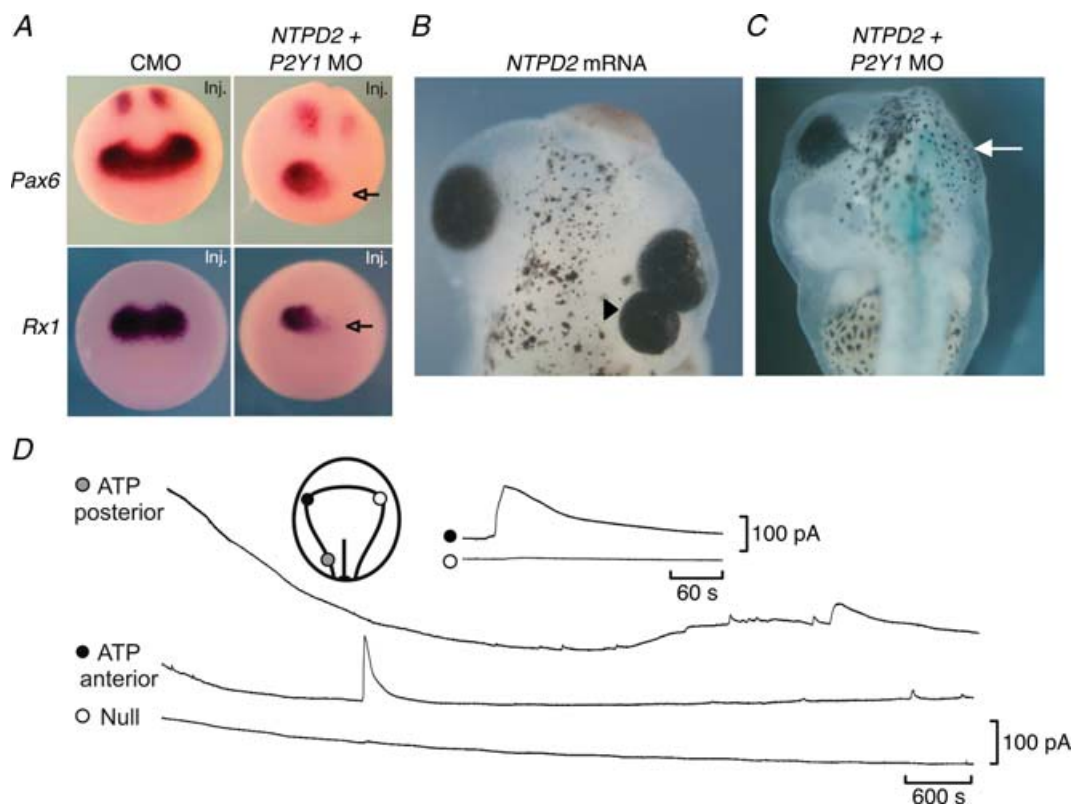 A
CMO
NTPD2 +
P2Y1 MO
Inj.
Inj.
Pax6
Inj.
Inj.
Rx1
B
NTPD2 mRNA
C
NTPD2 +
P2Y1 MO
D
ATP
posterior
100 pA
60 s
ATP
anterior
Null
100 pA
600 s